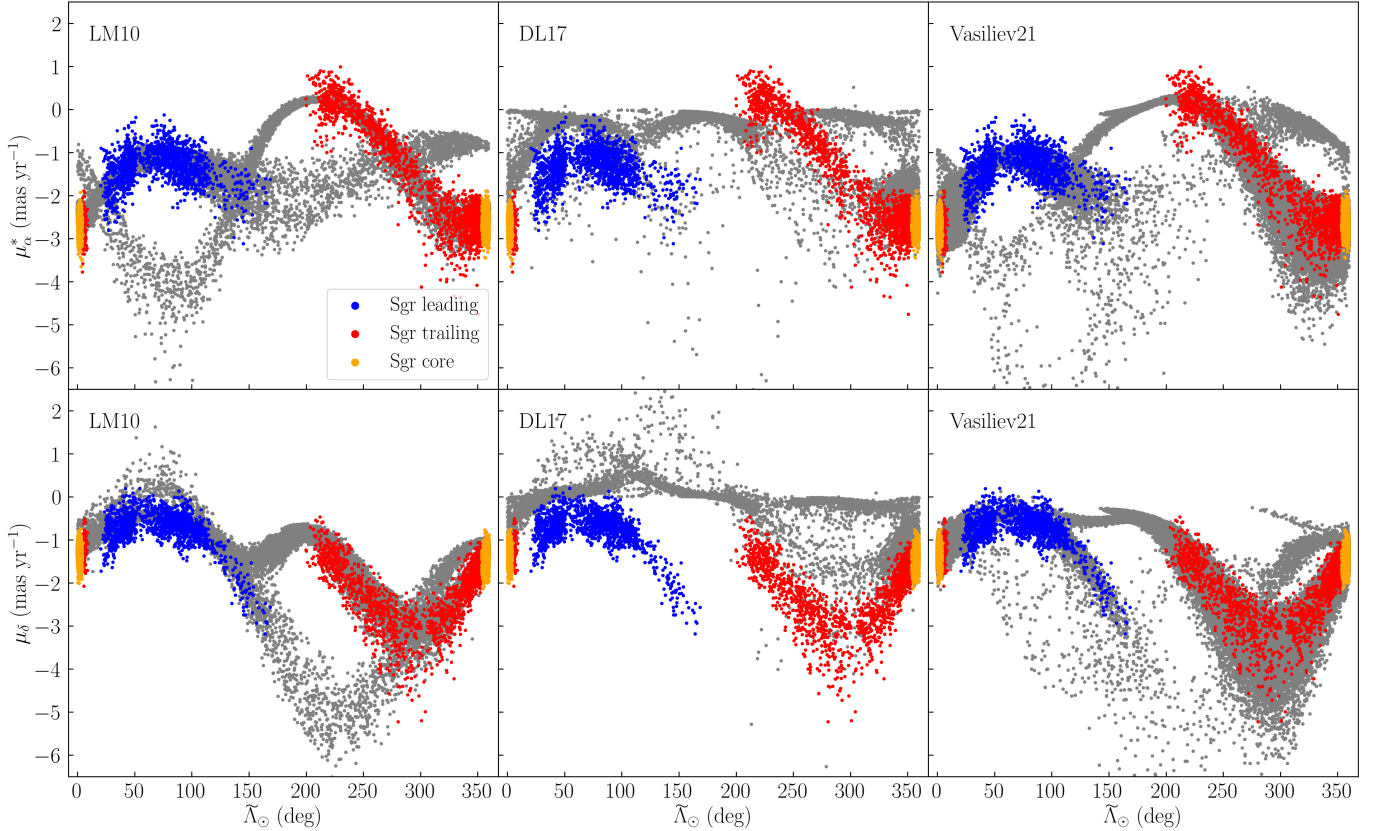 LM10
DL17
Vasiliev21
2
1
0
−1
−2
−3
−4
−5
−6
μ*α (mas yr−1)
Sgr leading
Sgr trailing
Sgr core
LM10
DL17
Vasiliev21
2
1
0
−1
−2
−3
−4
−5
−6
μδ (mas yr−1)
0 50 100 150 200 250 300 350
0 50 100 150 200 250 300 350
0 50 100 150 200 250 300 350
Λ̃⊙ (deg)
Λ̃⊙ (deg)
Λ̃⊙ (deg)